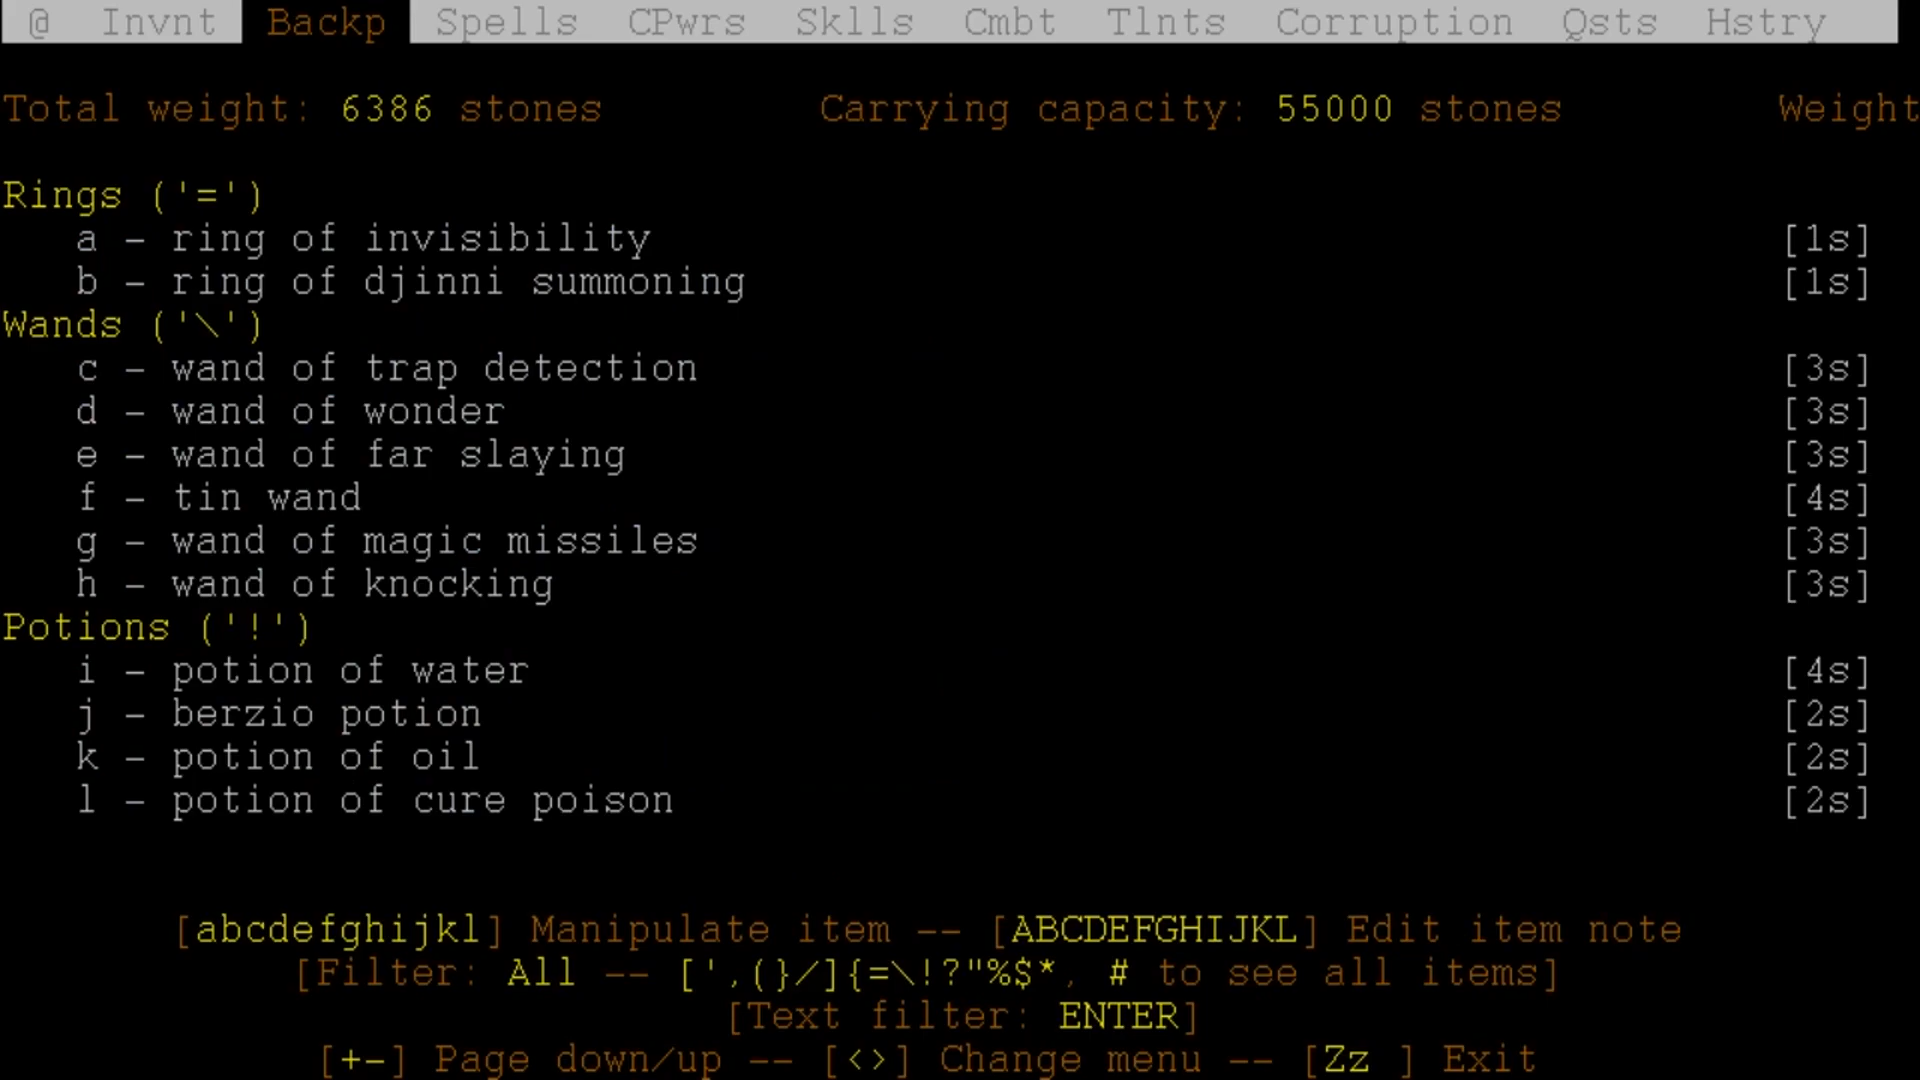 @ Invnt Backp Spells CPwrs Sklls Cmbt Tlnts Corruption Qsts Hstry
Total weight: 6386 stones Carrying capacity: 55000 stones Weight
Rings ('=')
a - ring of invisibility [1s]
b - ring of djinni summoning [1s]
Wands ('\')
c - wand of trap detection [3s]
d - wand of wonder [3s]
e - wand of far slaying [3s]
f - tin wand [4s]
g - wand of magic missiles [3s]
h - wand of knocking [3s]
Potions ('!')
i - potion of water [4s]
j - berzio potion [2s]
k - potion of oil [2s]
l - potion of cure poison [2s]
[abcdefghijkl] Manipulate item -- [ABCDEFGHIJKL] Edit item note
[Filter: All -- [',(}/]{=\!?"%$*, # to see all items]
[Text filter: ENTER]
[+-] Page down/up -- [<>] Change menu -- [Zz ] Exit